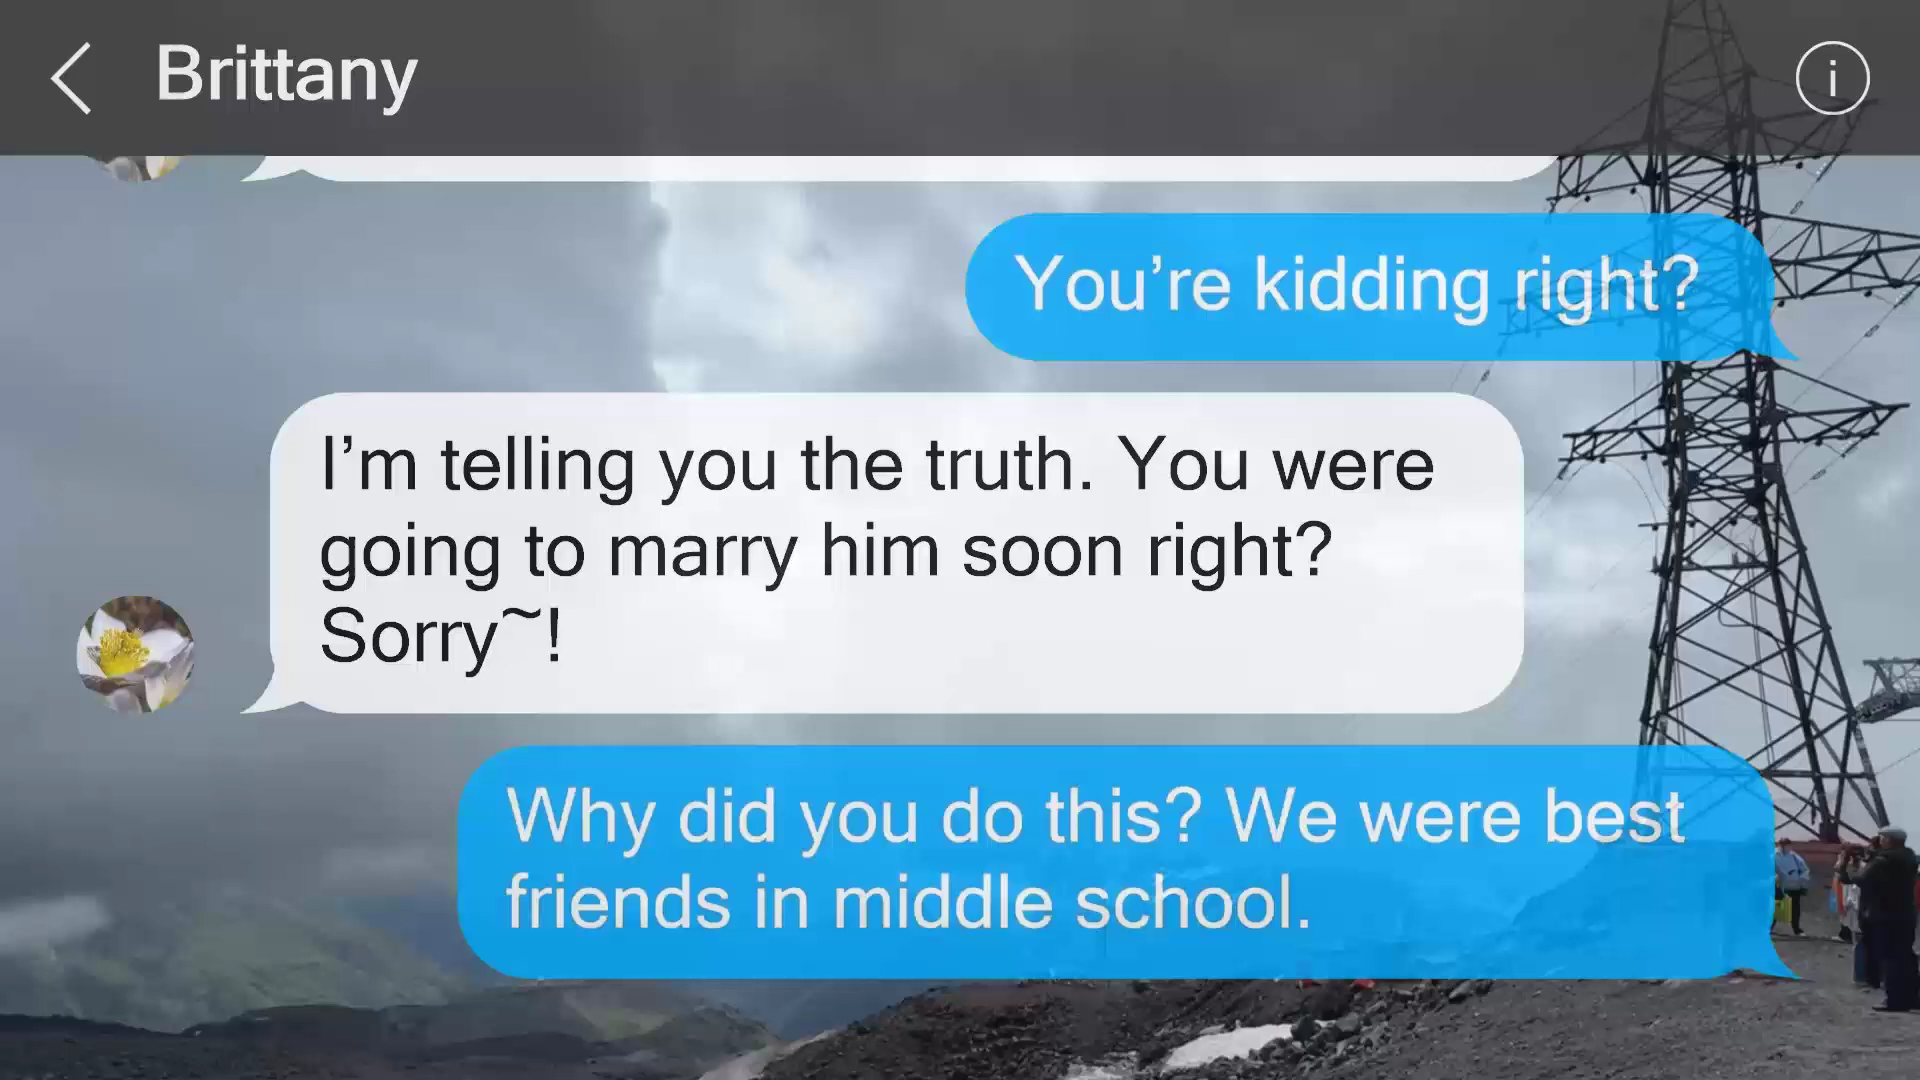 Brittany
You’re kidding right?
I’m telling you the truth. You were
going to marry him soon right?
Sorry~!
Why did you do this? We were best
friends in middle school.